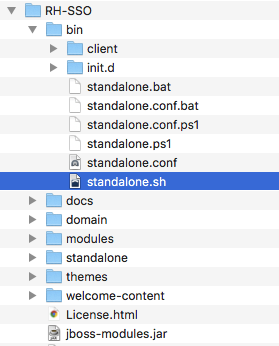 RH-SSO
bin
client
init.d
standalone.bat
standalone.conf.bat
standalone.conf.ps1
standalone.ps1
standalone.conf
standalone.sh
docs
domain
modules
standalone
themes
welcome-content
License.html
jboss-modules.jar